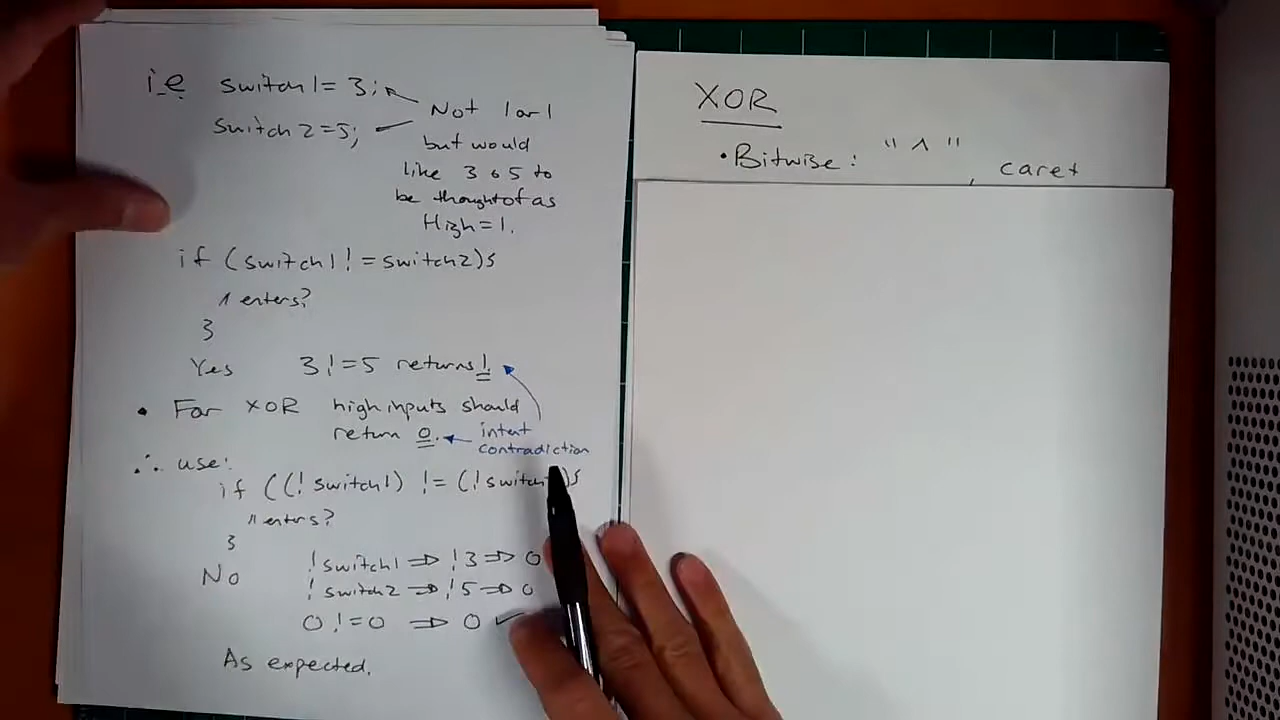 i.e switch1 = 3;
Not 1 or 1
switch2=5;
but would
like 3 & 5 to
be thought of as
High=1.
if (switch1 != switch2){
// enters?
}
Yes 3 != 5 returns 1
• For XOR high inputs should
return 0.
intent
contradiction
∴ use:
if ((!switch1) != (!switch
// enters?
}
No
!switch1 ⇒ !3 ⇒ 0
!switch2 ⇒ !5 ⇒ 0
0 != 0 ⇒ 0 ✓
As expected.
XOR
• Bitwise: "^"
, caret